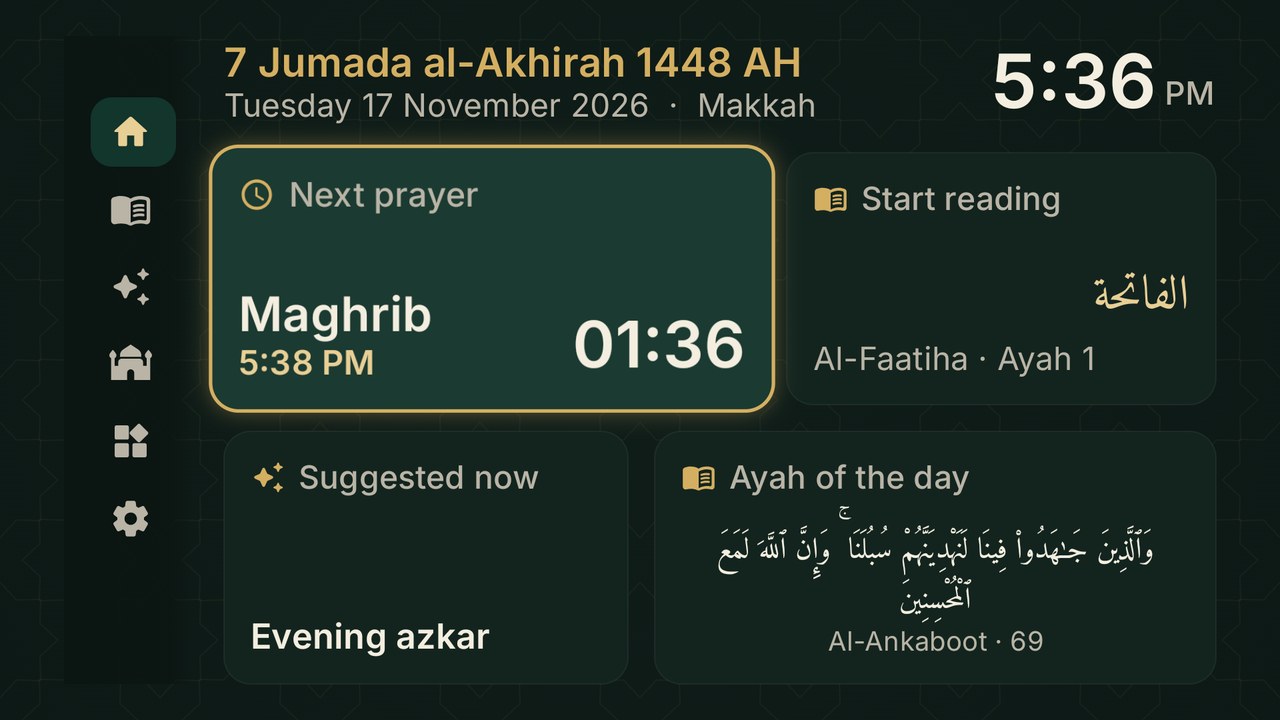 7 Jumada al-Akhirah 1448 AH
Tuesday 17 November 2026 · Makkah
5:36 PM
Next prayer
Maghrib
5:38 PM
01:36
Start reading
الفاتحة
Al-Faatiha · Ayah 1
Suggested now
Evening azkar
Ayah of the day
وَٱلَّذِينَ جَـٰهَدُوا۟ فِينَا لَنَهْدِيَنَّهُمْ سُبُلَنَا ۚ وَإِنَّ ٱللَّهَ لَمَعَ
ٱلْمُحْسِنِينَ
Al-Ankaboot · 69